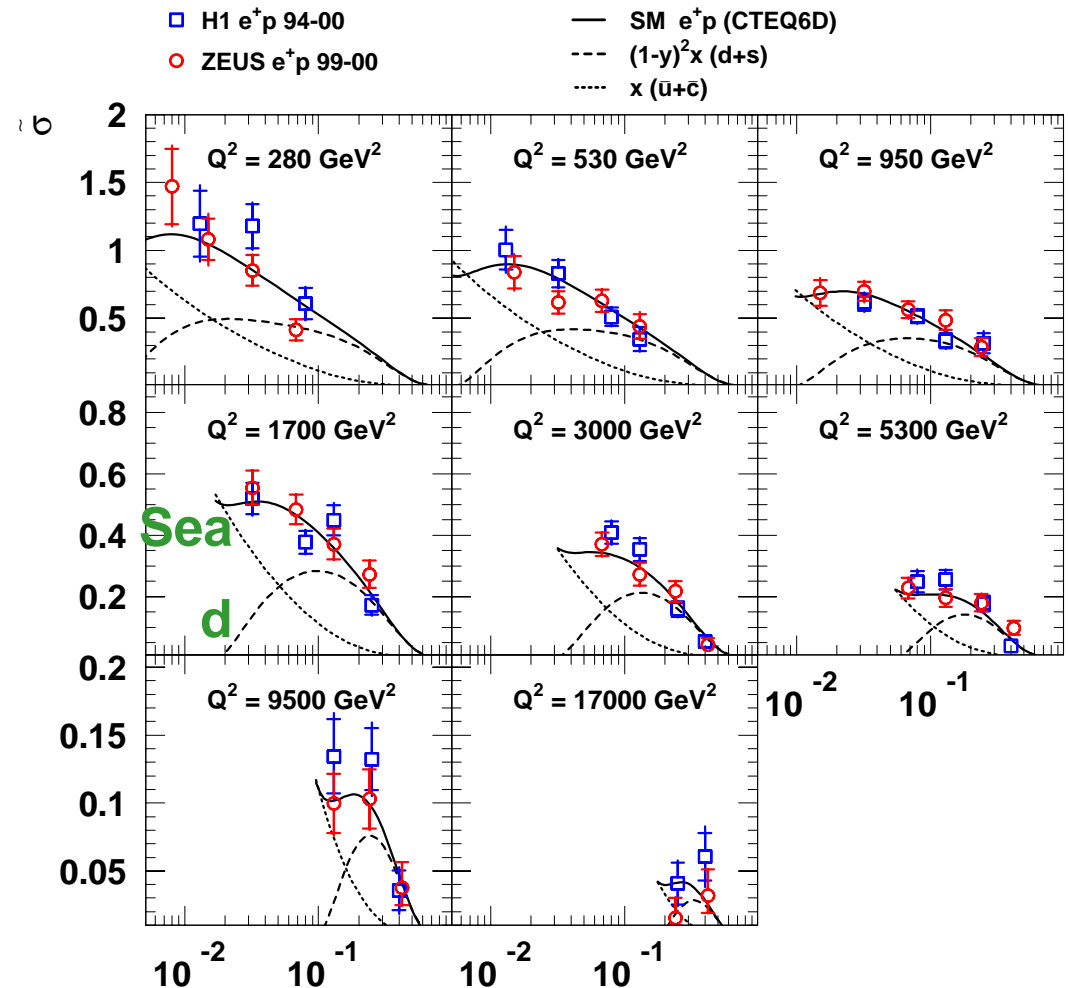 H1 e⁺p 94-00
ZEUS e⁺p 99-00
SM e⁺p (CTEQ6D)
(1-y)²x (d+s)
x (ū+c̄)
σ̃
2
1.5
1
0.5
Q² = 280 GeV²
Q² = 530 GeV²
Q² = 950 GeV²
0.8
0.6
0.4
0.2
Q² = 1700 GeV²
Q² = 3000 GeV²
Q² = 5300 GeV²
Sea
d
0.2
0.15
0.1
0.05
Q² = 9500 GeV²
Q² = 17000 GeV²
10⁻² 10⁻¹
10⁻² 10⁻¹
10⁻² 10⁻¹